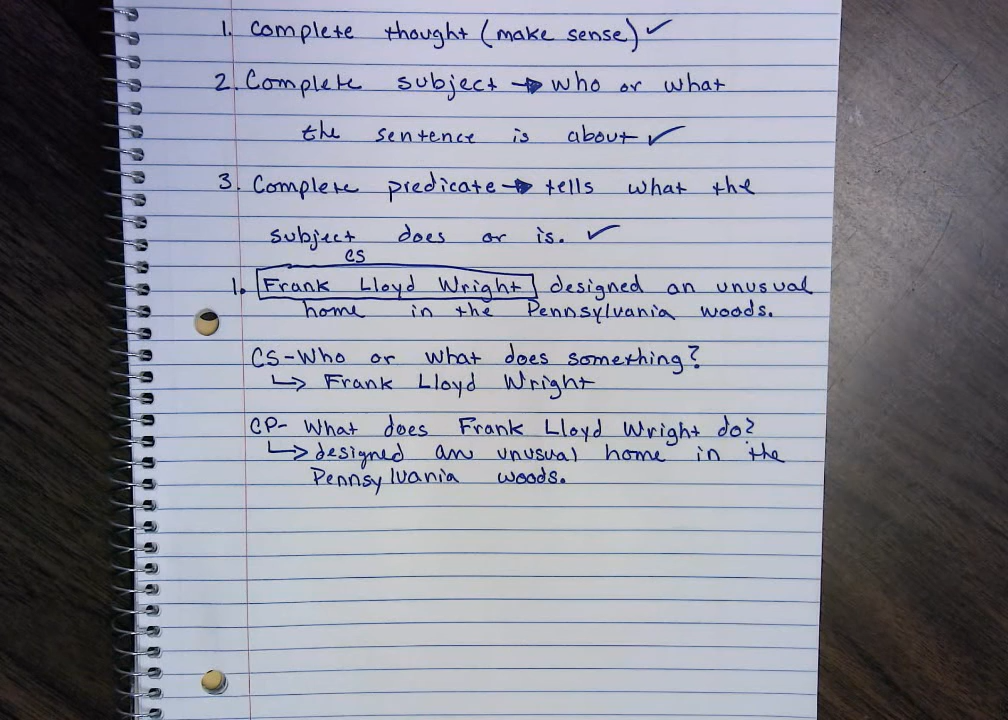 1. Complete thought (make sense) ✓
2. Complete subject → who or what
the sentence is about ✓
3. Complete predicate → tells what the
subject does or is. ✓
CS
1. Frank Lloyd Wright designed an unusual
home in the Pennsylvania woods.
CS-Who or what does something?
↳ Frank Lloyd Wright
CP- What does Frank Lloyd Wright do?
↳ designed an unusual home in the
Pennsylvania woods.